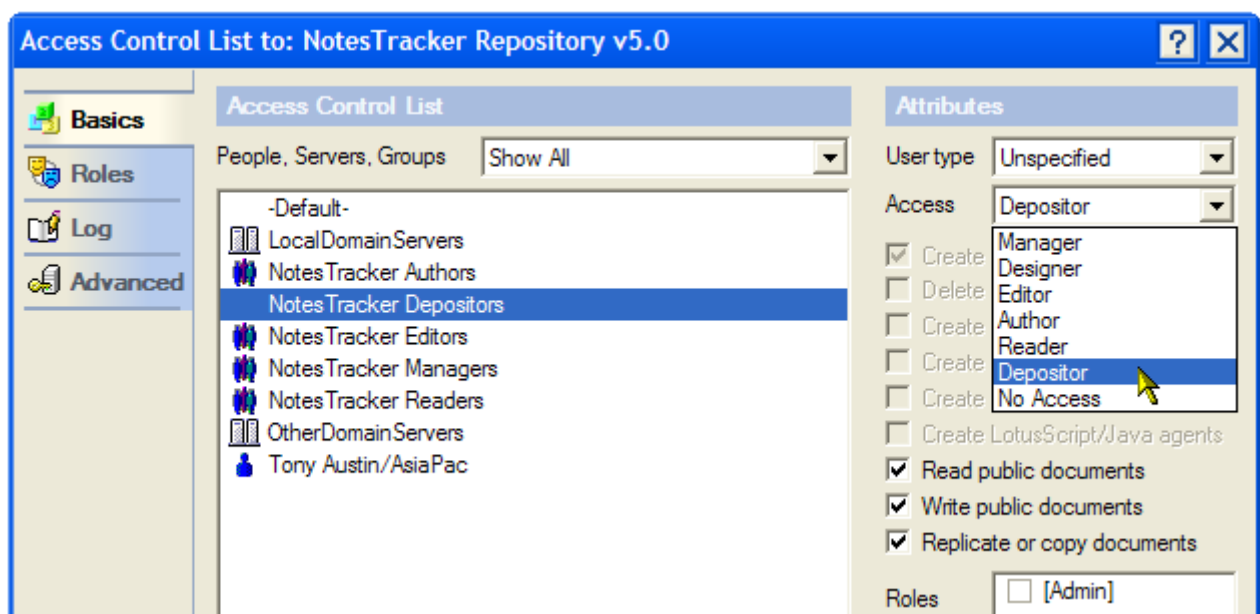 Access Control List to: NotesTracker Repository v5.0
?
X
Basics
Roles
Log
Advanced
Access Control List
People, Servers, Groups
Show All
-Default-
LocalDomainServers
NotesTracker Authors
NotesTracker Depositors
NotesTracker Editors
NotesTracker Managers
NotesTracker Readers
OtherDomainServers
Tony Austin/AsiaPac
Attributes
User type
Unspecified
Access
Depositor
Manager
Designer
Editor
Author
Reader
Depositor
No Access
Create
Delete
Create
Create
Create
Create LotusScript/Java agents
Read public documents
Write public documents
Replicate or copy documents
Roles
[Admin]